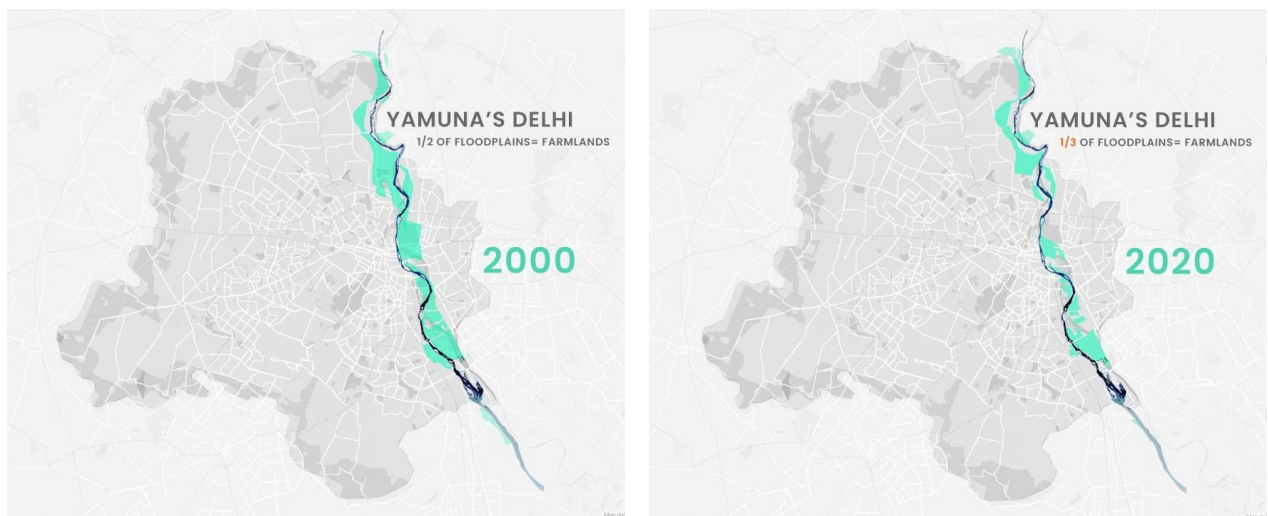 YAMUNA'S DELHI
1/2 OF FLOODPLAINS= FARMLANDS
2000
YAMUNA'S DELHI
1/3 OF FLOODPLAINS= FARMLANDS
2020